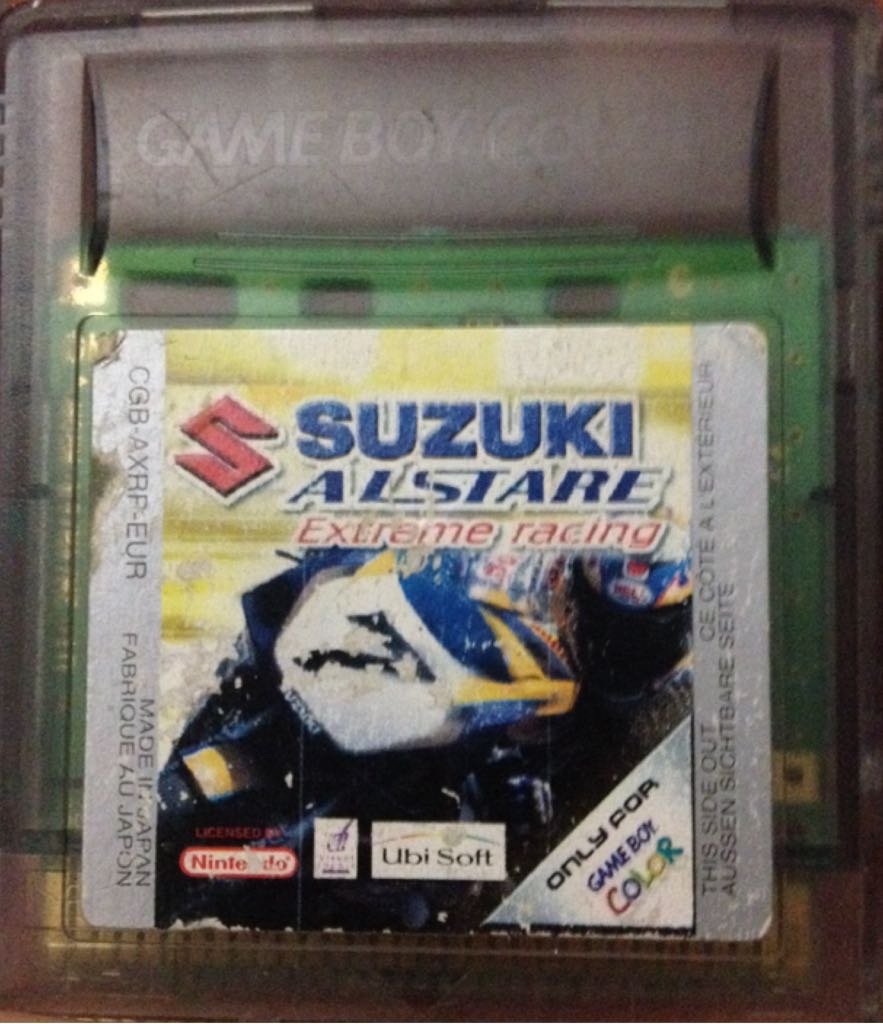 GAME BOY COLOR
CGB-AXRP-EUR
MADE IN JAPAN
FABRIQUE AU JAPON
SUZUKI
ALSTARE
Extreme racing
LICENSED BY
Nintendo
Ubi Soft
ONLY FOR
GAME BOY
COLOR
THIS SIDE OUT CE COTE A L'EXTERIEUR
AUSSEN SICHTBARE SEITE